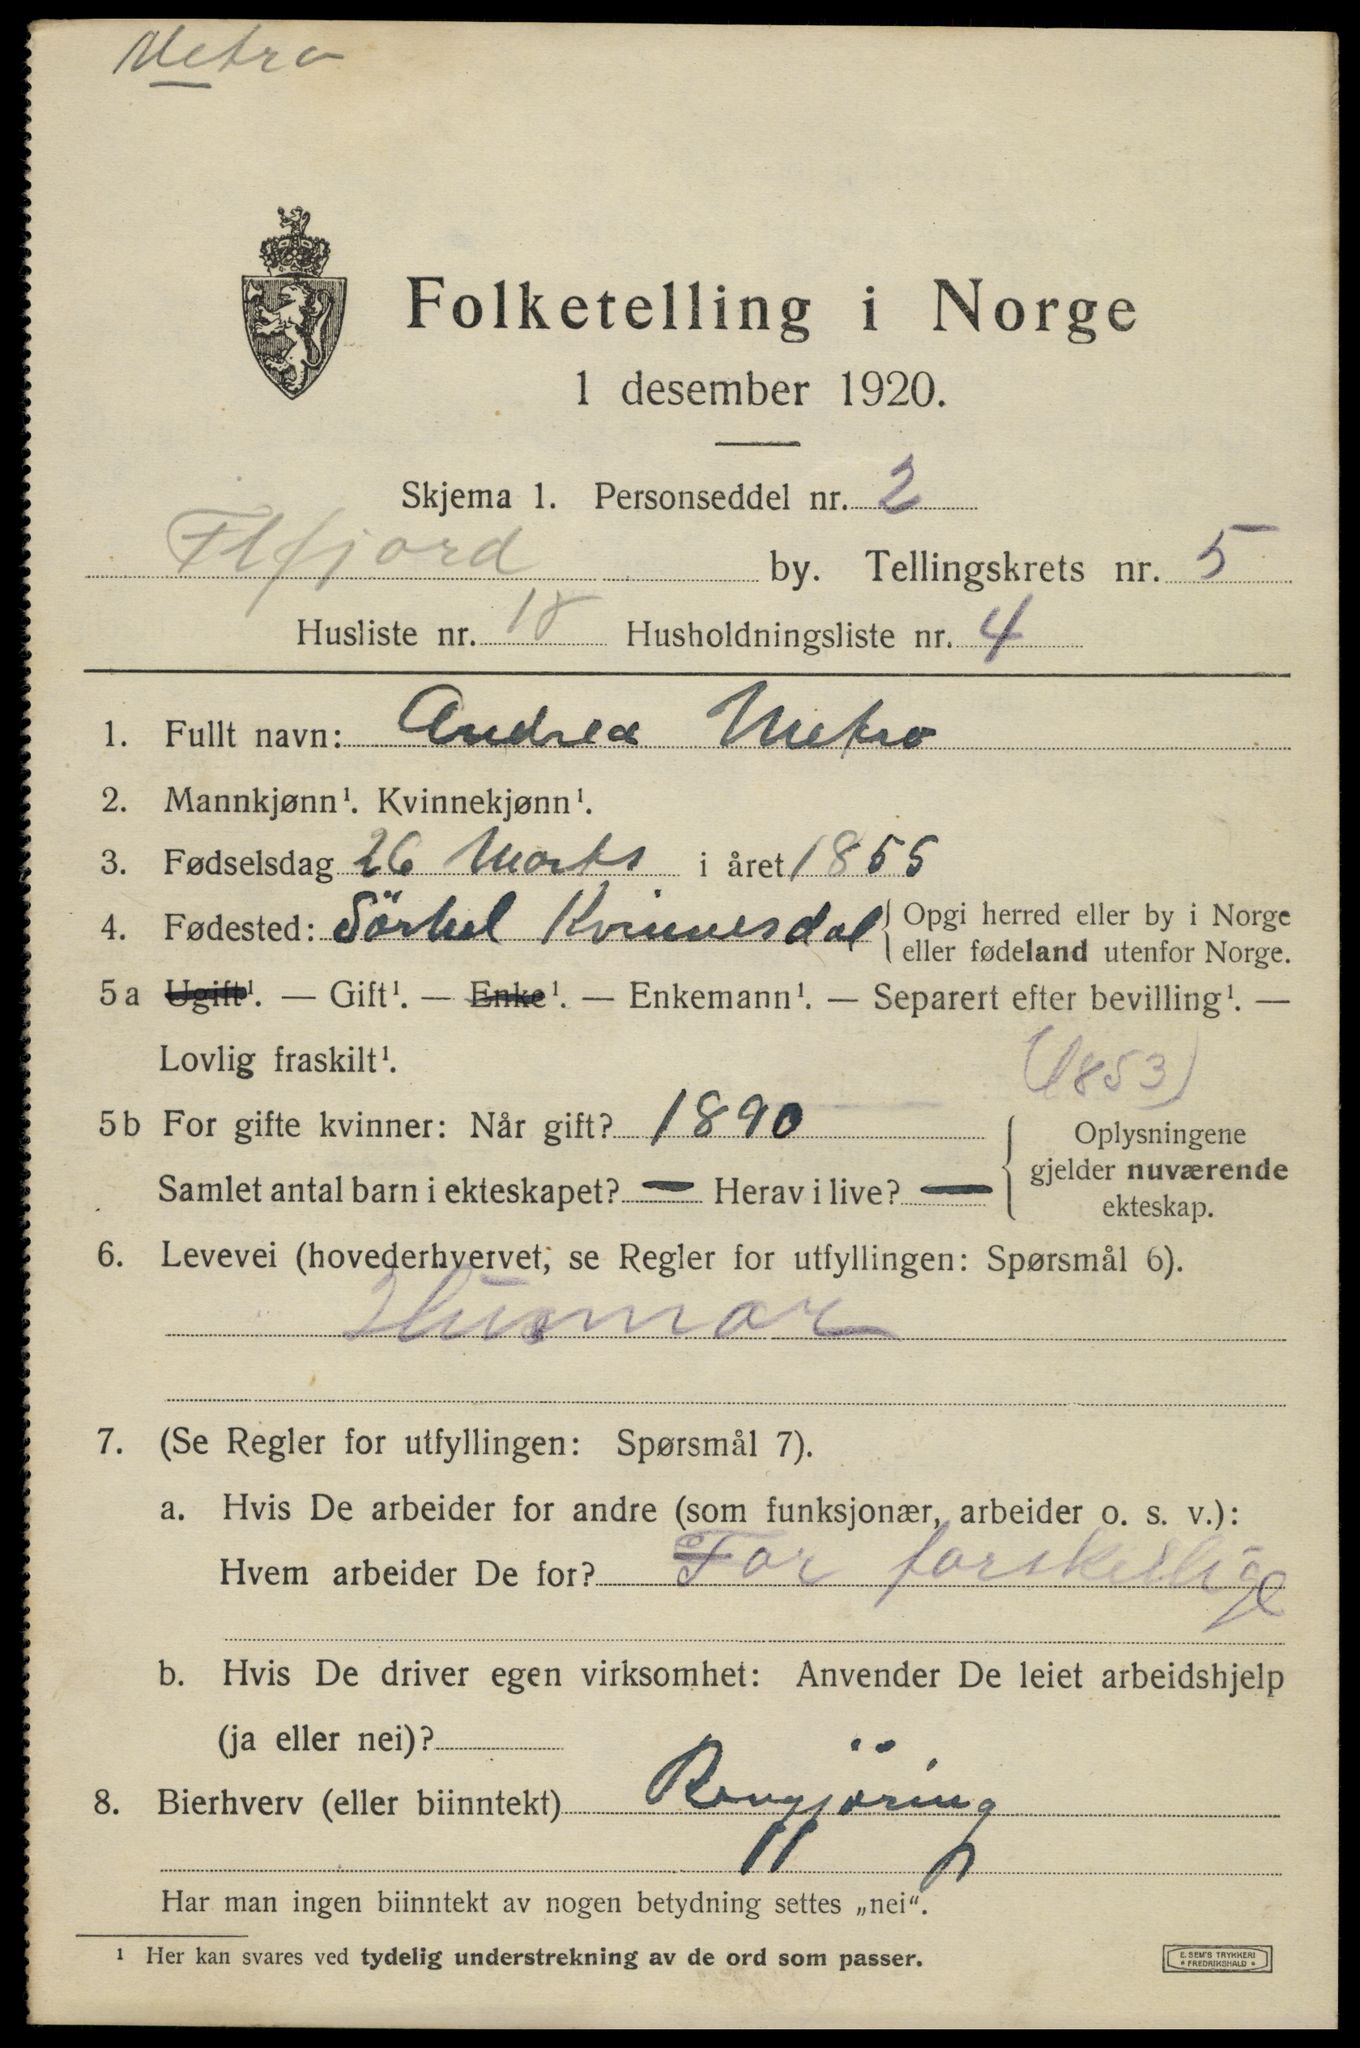 Metro
Folketelling i Norge
1 desember 1920.
Skjema 1. Personseddel nr. 2
Flfjord by. Tellingskrets nr. 5
Husliste nr. 18 Husholdningsliste nr. 4
1. Fullt navn: Andrea Metro
2. Mannkjønn¹. Kvinnekjønn¹.
3. Fødselsdag 26 Marts i året 1855
4. Fødested: Kvinnesdal { Opgi herred eller by i Norge
eller fødeland utenfor Norge.
5a Ugift¹. — Gift¹. — Enke¹. — Enkemann¹. — Separert efter bevilling¹. —
Lovlig fraskilt¹.
(1853)
5b For gifte kvinner: Når gift? 1890
Samlet antal barn i ekteskapet? — Herav i live? —
{ Oplysningene
gjelder nuværende
ekteskap.
6. Levevei (hovederhvervet, se Regler for utfyllingen: Spørsmål 6).
Husmor
7. (Se Regler for utfyllingen: Spørsmål 7).
a. Hvis De arbeider for andre (som funksjonær, arbeider o. s. v.):
Hvem arbeider De for? For forskellige
b. Hvis De driver egen virksomhet: Anvender De leiet arbeidshjelp
(ja eller nei)?
8. Bierhverv (eller biinntekt) Rengjöring
Har man ingen biinntekt av nogen betydning settes „nei“.
¹ Her kan svares ved tydelig understrekning av de ord som passer.
E. SEM'S TRYKKERI
* FREDRIKSHALD *